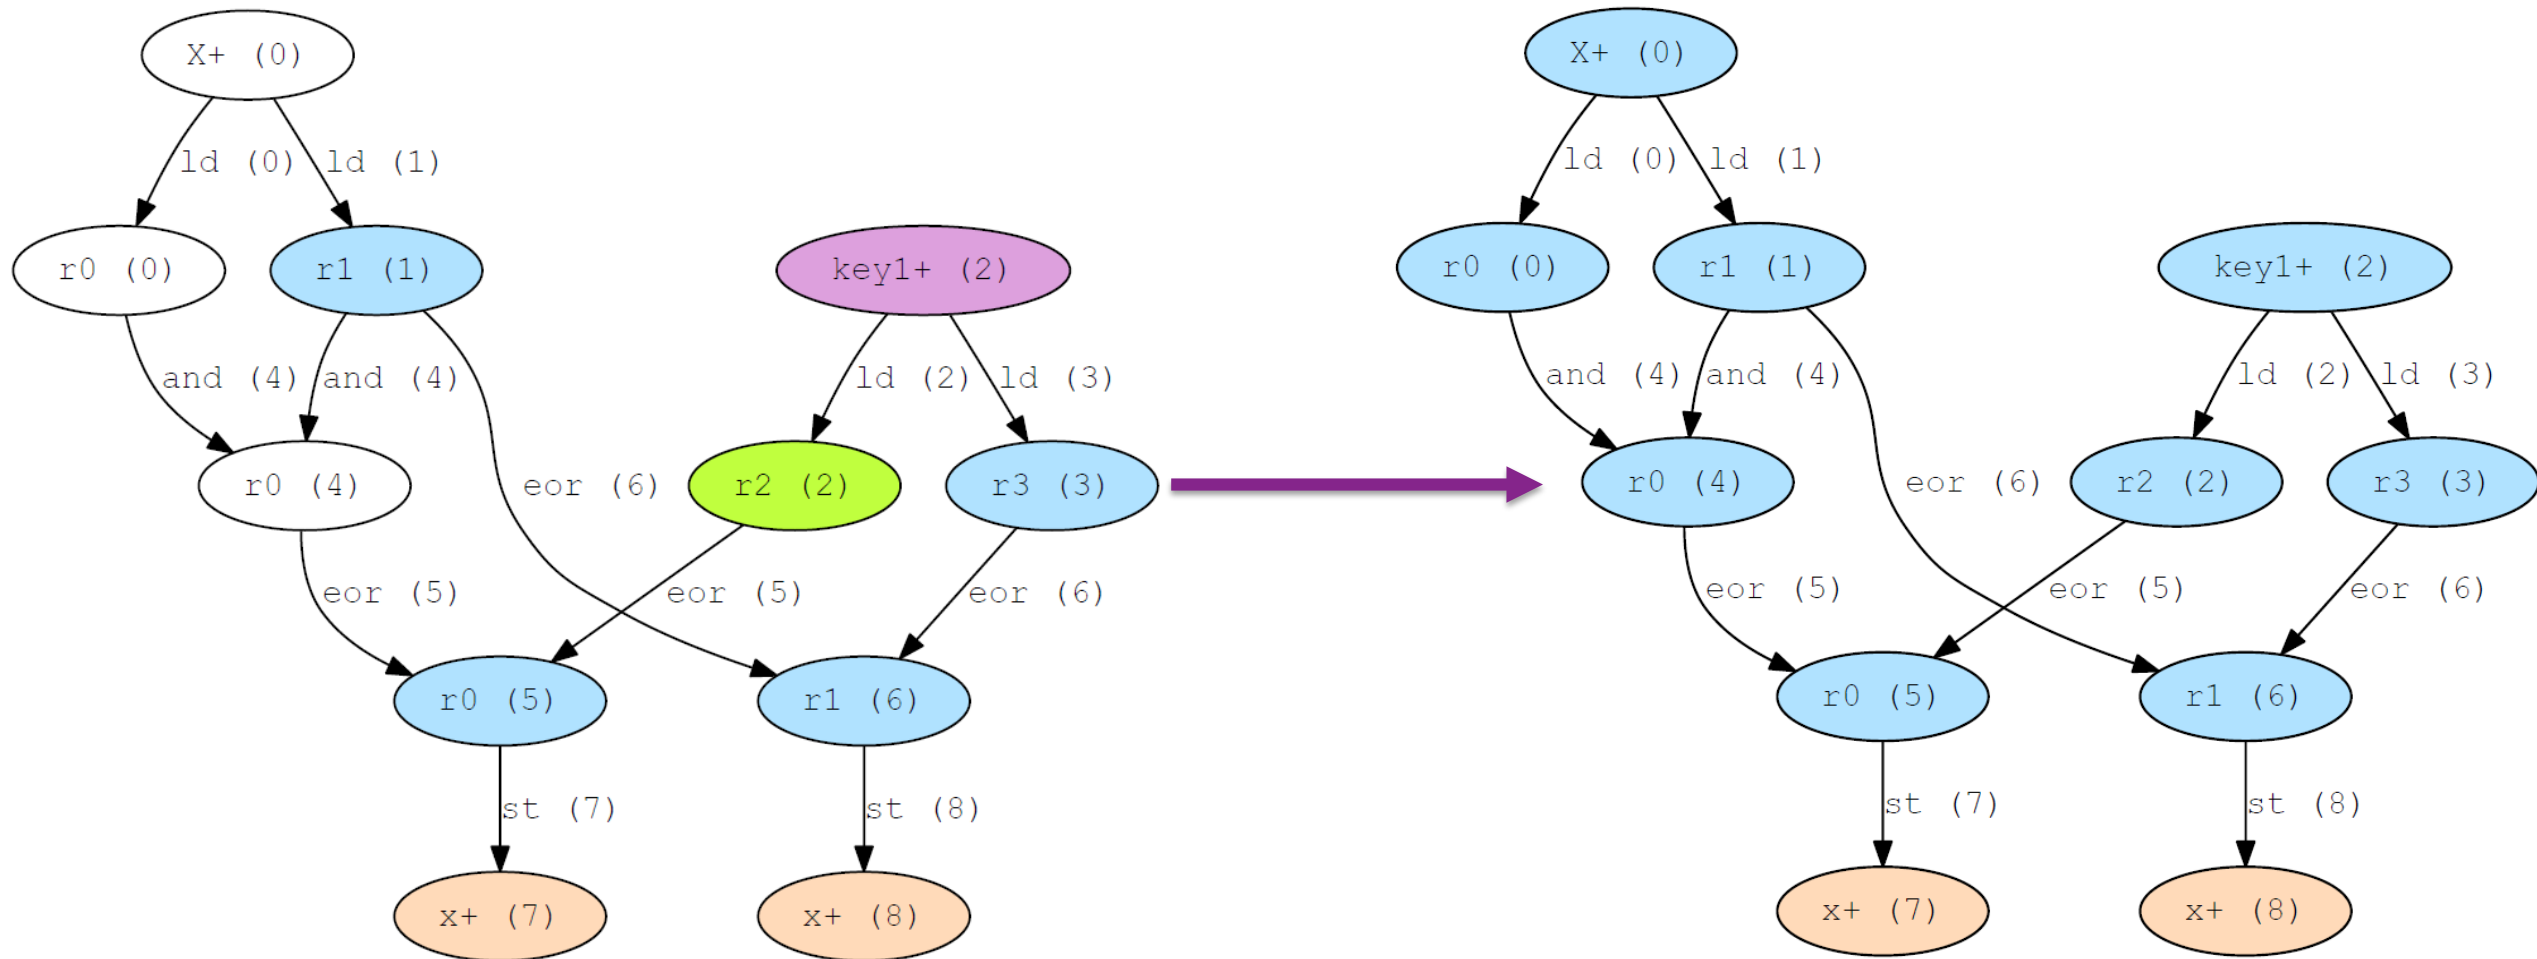 X+ (0)
ld (0)
ld (1)
r0 (0)
r1 (1)
key1+ (2)
and (4)
and (4)
ld (2)
ld (3)
r0 (4)
eor (6)
r2 (2)
r3 (3)
eor (5)
eor (5)
eor (6)
r0 (5)
r1 (6)
st (7)
st (8)
x+ (7)
x+ (8)
X+ (0)
ld (0)
ld (1)
r0 (0)
r1 (1)
key1+ (2)
and (4)
and (4)
ld (2)
ld (3)
r0 (4)
eor (6)
r2 (2)
r3 (3)
eor (5)
eor (5)
eor (6)
r0 (5)
r1 (6)
st (7)
st (8)
x+ (7)
x+ (8)